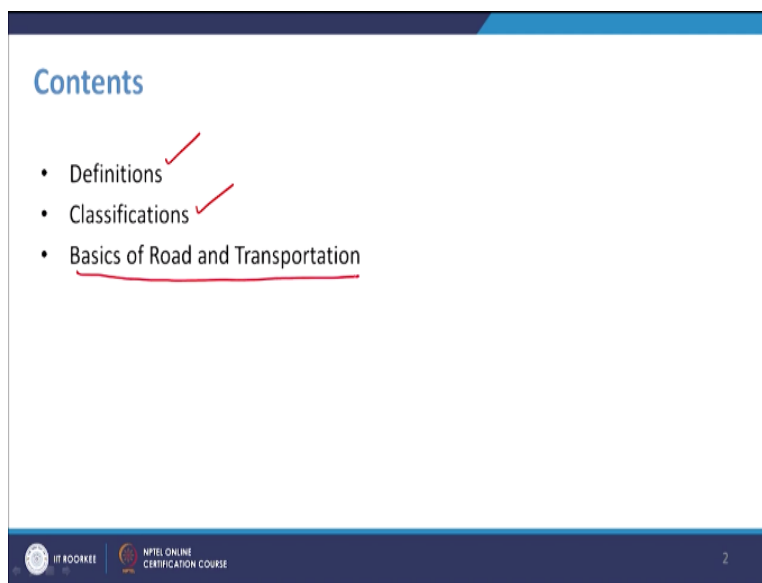 Contents
• Definitions
• Classifications
• Basics of Road and Transportation
IIT ROORKEE
NPTEL ONLINE
CERTIFICATION COURSE
2